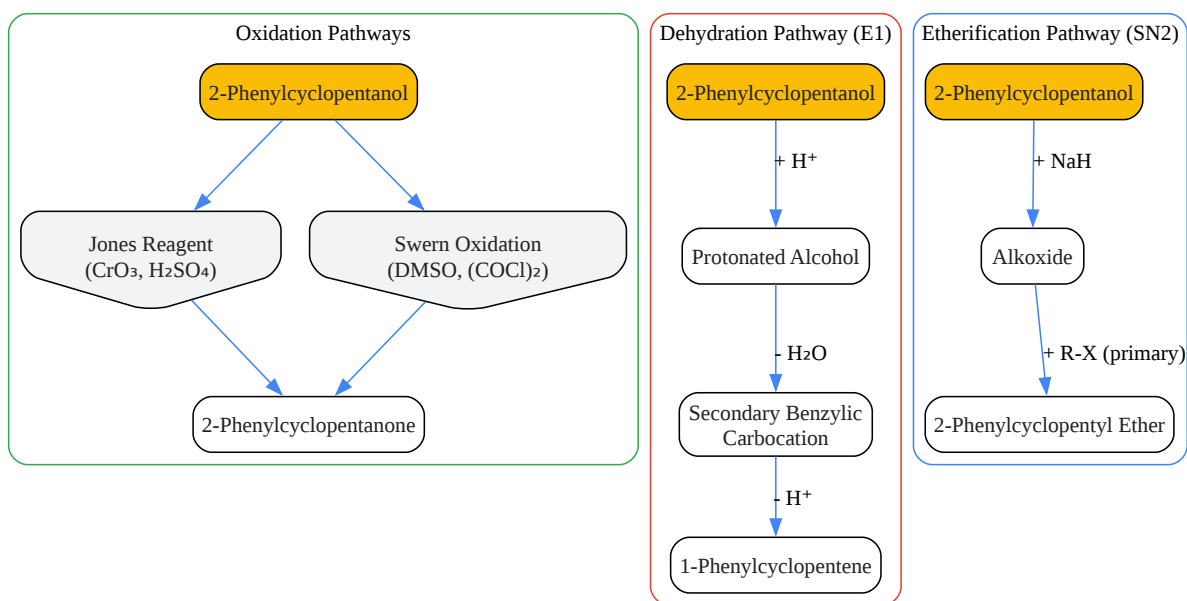 Oxidation Pathways
2-Phenylcyclopentanol
Jones Reagent
(CrO₃, H₂SO₄)
Swern Oxidation
(DMSO, (COCl)₂)
2-Phenylcyclopentanone
Dehydration Pathway (E1)
2-Phenylcyclopentanol
+ H⁺
Protonated Alcohol
- H₂O
Secondary Benzylic
Carbocation
- H⁺
1-Phenylcyclopentene
Etherification Pathway (SN2)
2-Phenylcyclopentanol
+ NaH
Alkoxide
+ R-X (primary)
2-Phenylcyclopentyl Ether